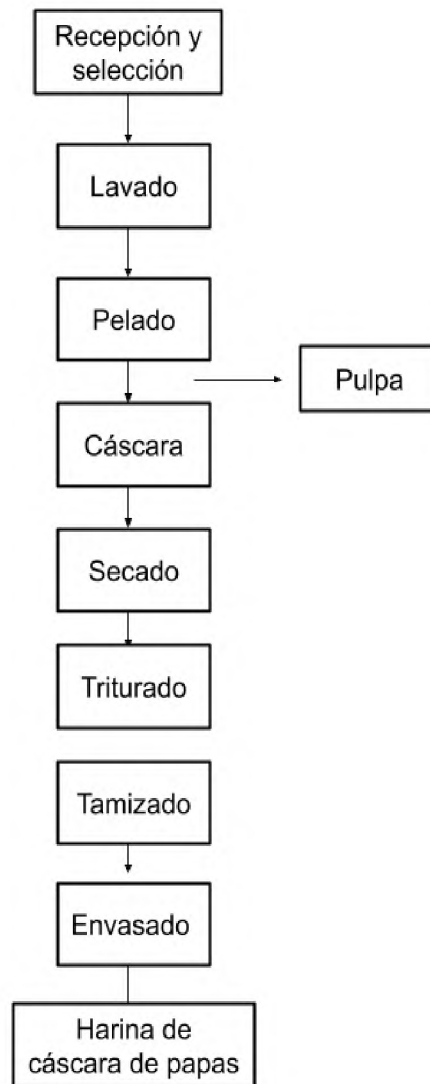 Recepción y
selección
Lavado
Pelado
Pulpa
Cáscara
Secado
Triturado
Tamizado
Envasado
Harina de
cáscara de papas